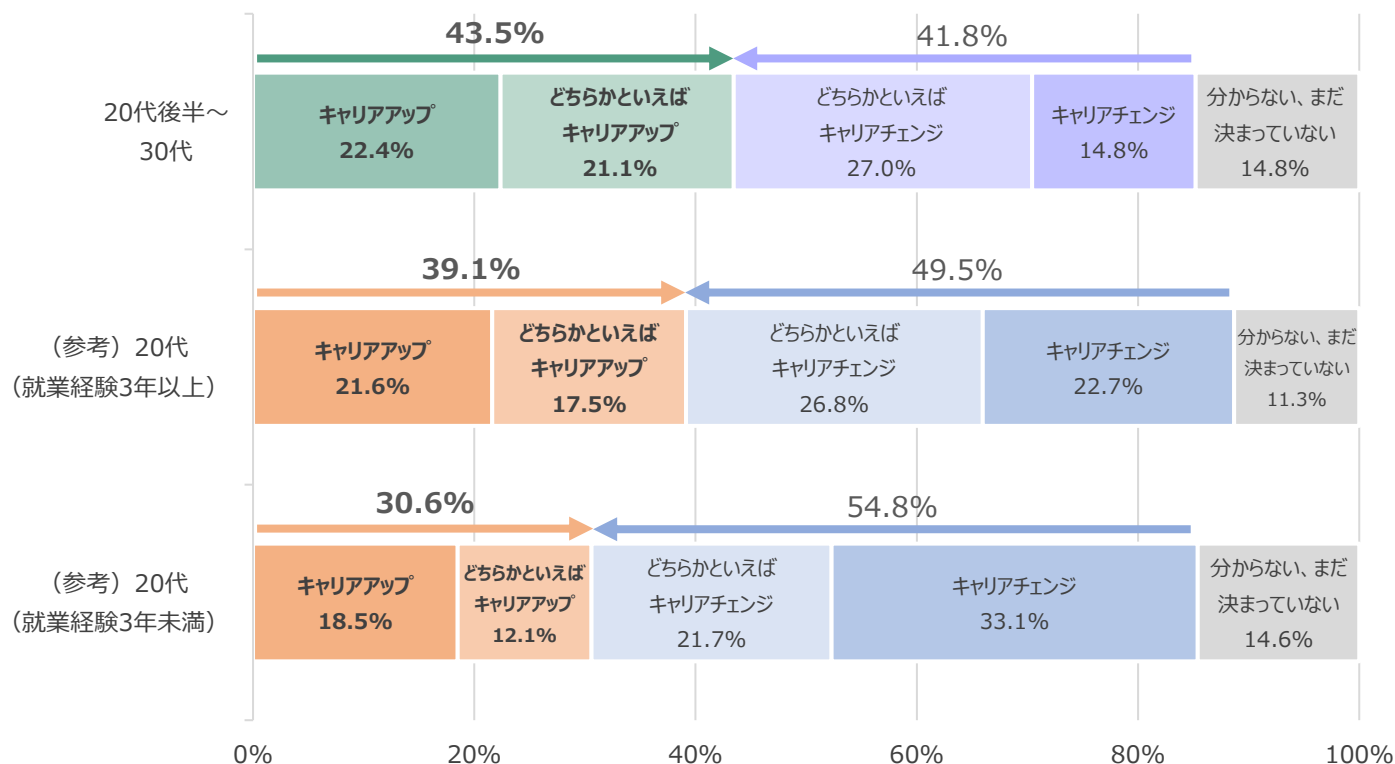 43.5%
41.8%
20代後半～
30代
キャリアアップ
22.4%
どちらかといえば
キャリアアップ
21.1%
どちらかといえば
キャリアチェンジ
27.0%
キャリアチェンジ
14.8%
分からない、まだ
決まっていない
14.8%
39.1%
49.5%
（参考）20代
（就業経験3年以上）
キャリアアップ
21.6%
どちらかといえば
キャリアアップ
17.5%
どちらかといえば
キャリアチェンジ
26.8%
キャリアチェンジ
22.7%
分からない、まだ
決まっていない
11.3%
30.6%
54.8%
（参考）20代
（就業経験3年未満）
キャリアアップ
18.5%
どちらかといえば
キャリアアップ
12.1%
どちらかといえば
キャリアチェンジ
21.7%
キャリアチェンジ
33.1%
分からない、まだ
決まっていない
14.6%
0%
20%
40%
60%
80%
100%